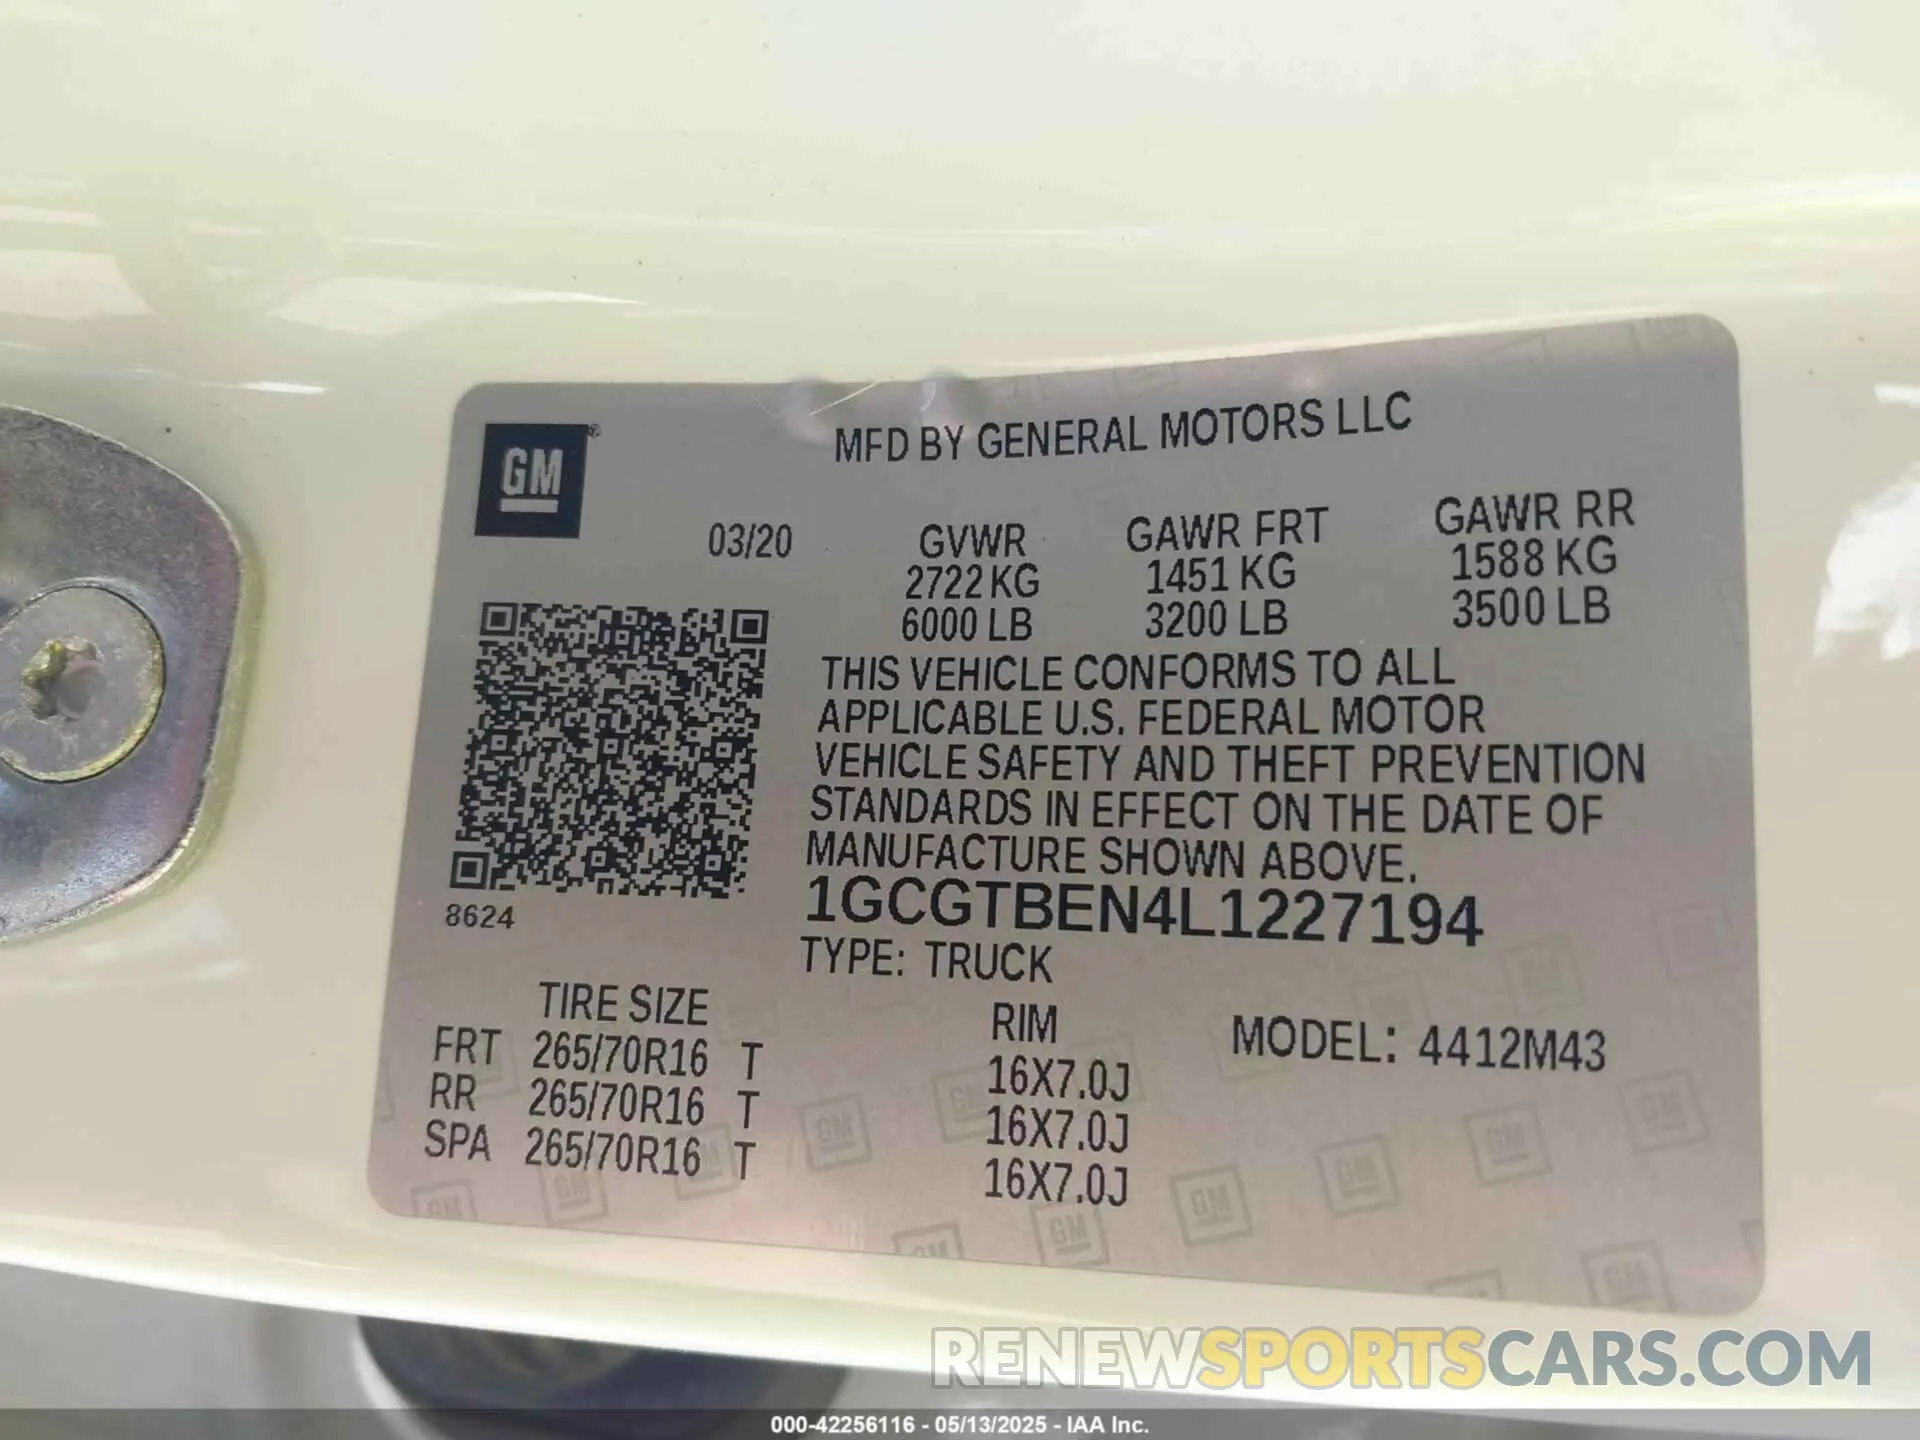 GM®
MFD BY GENERAL MOTORS LLC
03/20 GVWR GAWR FRT GAWR RR
2722 KG 1451 KG 1588 KG
6000 LB 3200 LB 3500 LB
THIS VEHICLE CONFORMS TO ALL
APPLICABLE U.S. FEDERAL MOTOR
VEHICLE SAFETY AND THEFT PREVENTION
STANDARDS IN EFFECT ON THE DATE OF
MANUFACTURE SHOWN ABOVE.
8624
1GCGTBEN4L1227194
TYPE: TRUCK
TIRE SIZE RIM MODEL: 4412M43
FRT 265/70R16 T 16X7.0J
RR 265/70R16 T 16X7.0J
SPA 265/70R16 T 16X7.0J
RENEWSPORTSCARS.COM
000-42256116 - 05/13/2025 - IAA Inc.